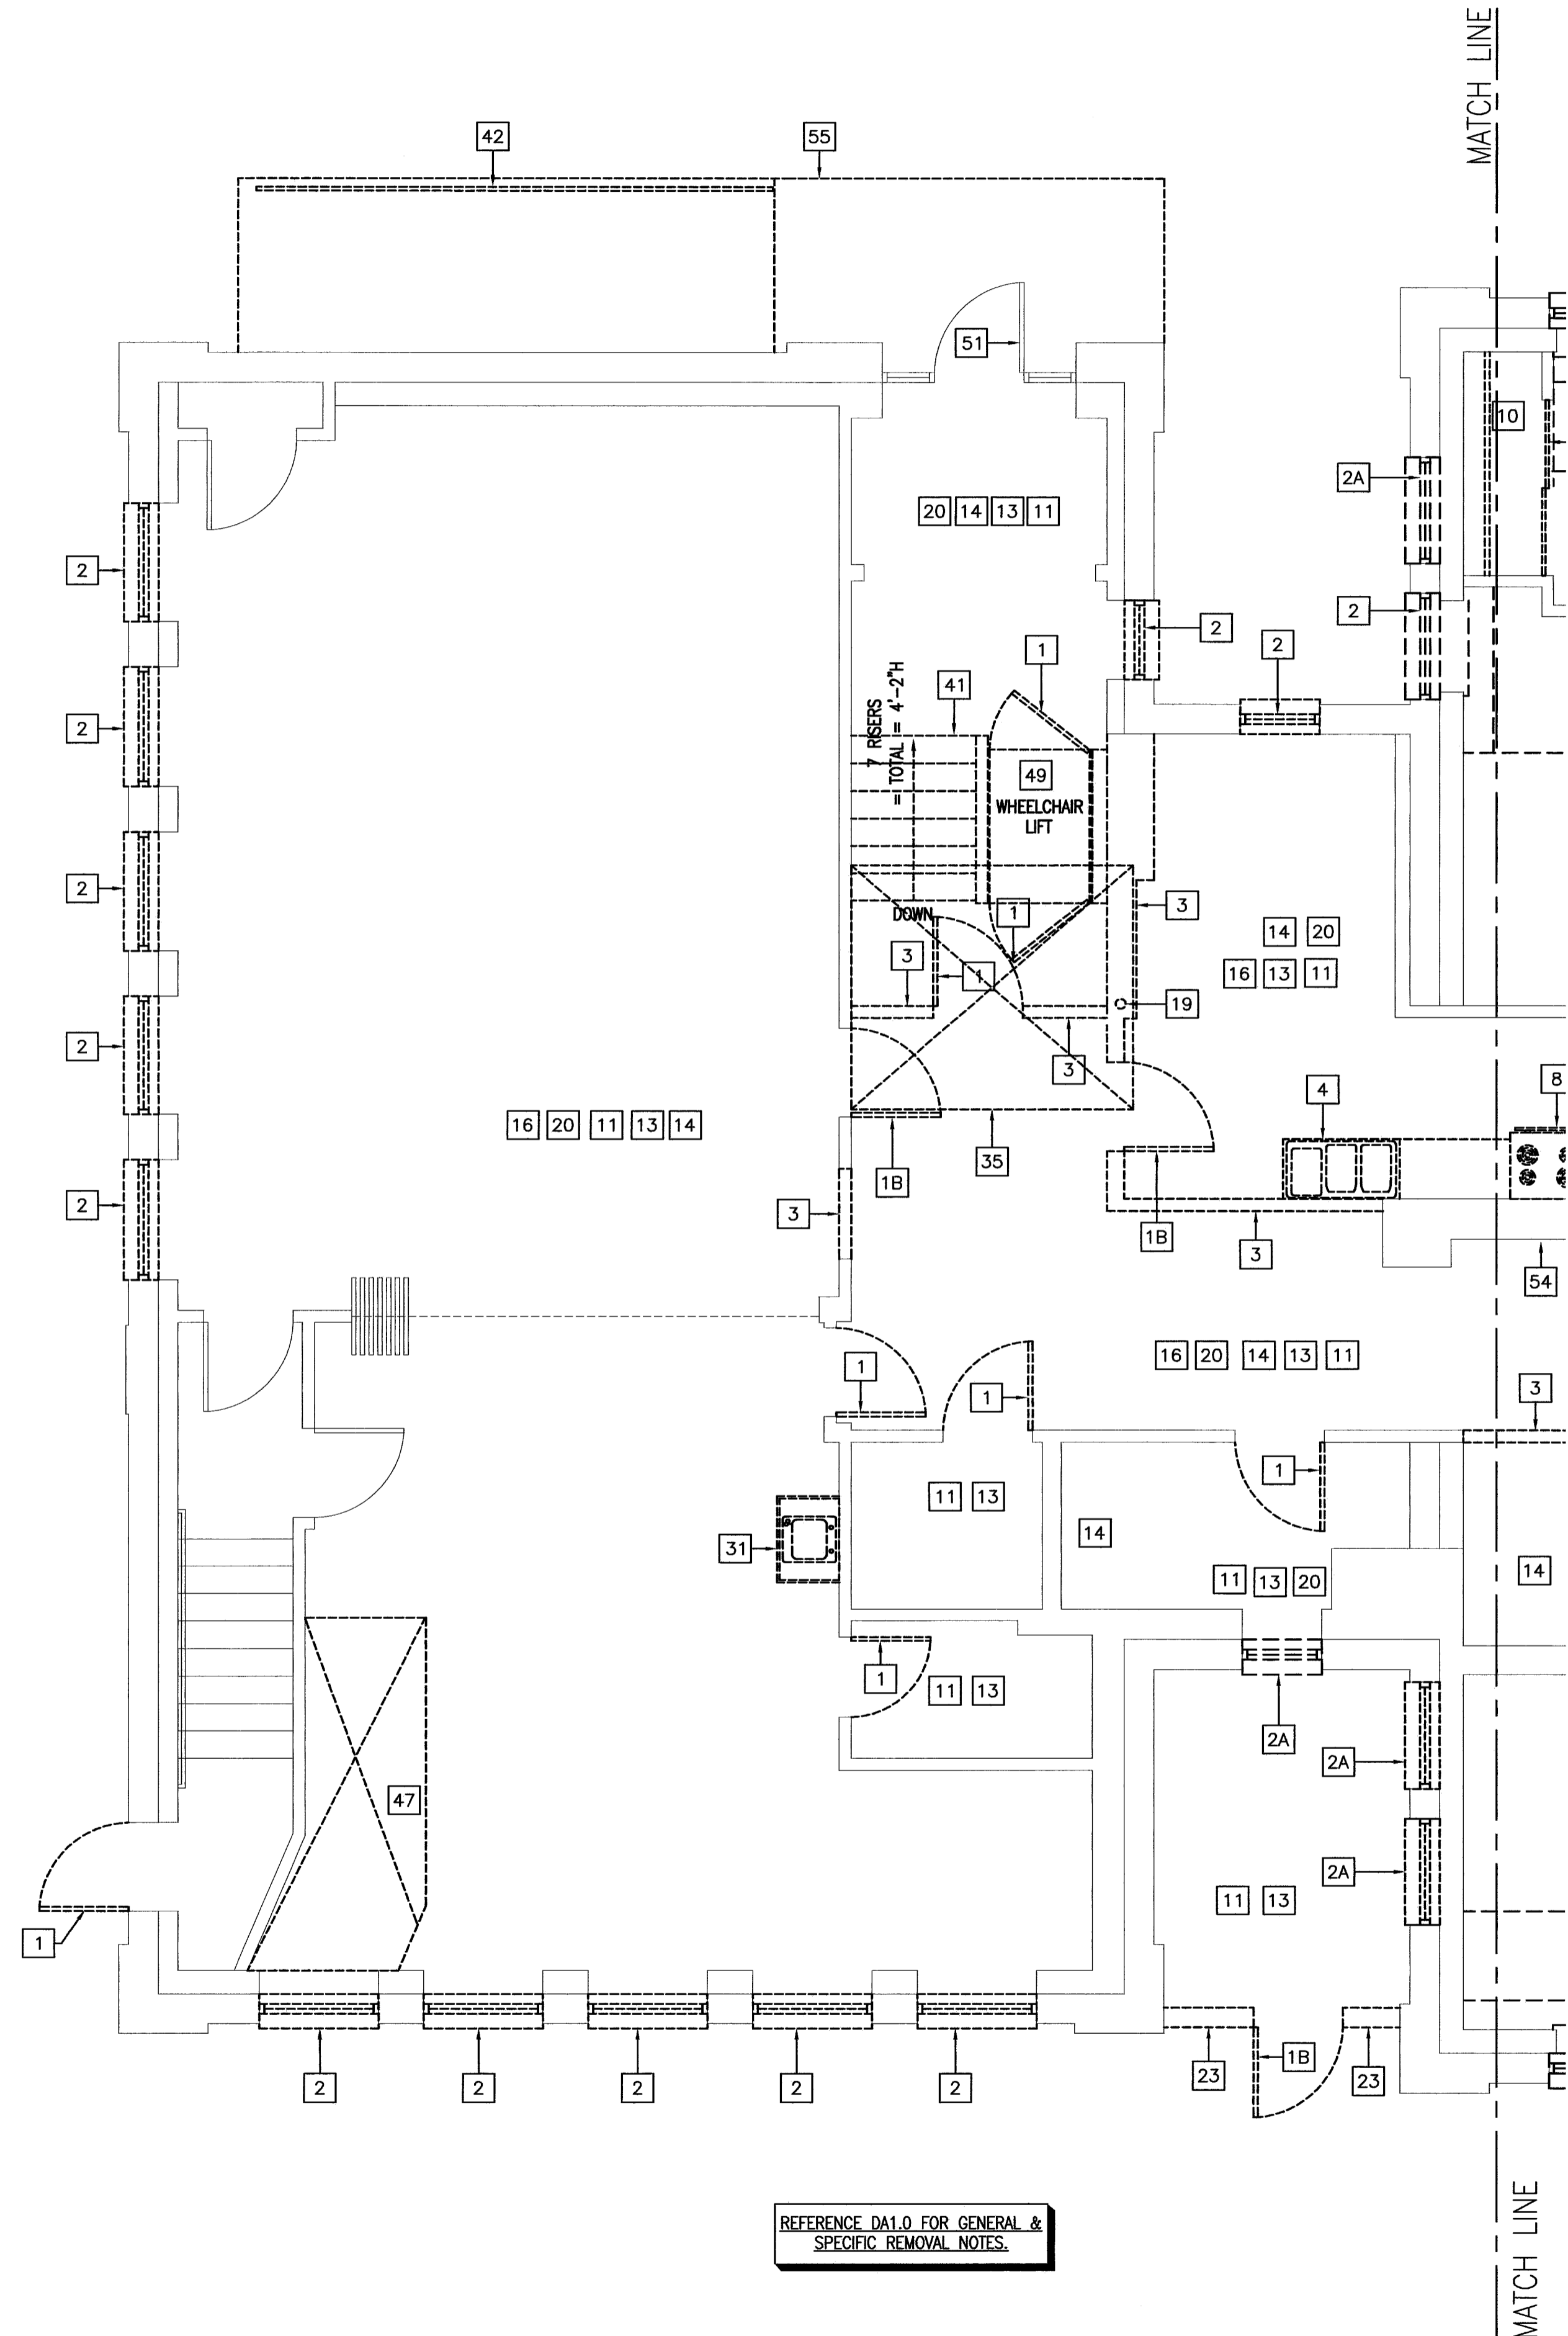 MATCH LINE
42
55
51
10
2A
20 14 13 11
2
2
2
1
2
41
7 RISERS
= TOTAL = 4'-2"H
2
49
WHEELCHAIR
LIFT
2
3
DOWN
1
14 20
3
1
16 13 11
19
2
3
8
4
16 20 11 13 14
35
1B
2
3
1B
3
54
16 20 14 13 11
1
1
3
1
11 13
14
31
14
11 13 20
1
11 13
2A
2A
47
2A
11 13
1
1B
23
23
2
2
2
2
2
REFERENCE DA1.0 FOR GENERAL &
SPECIFIC REMOVAL NOTES.
MATCH LINE